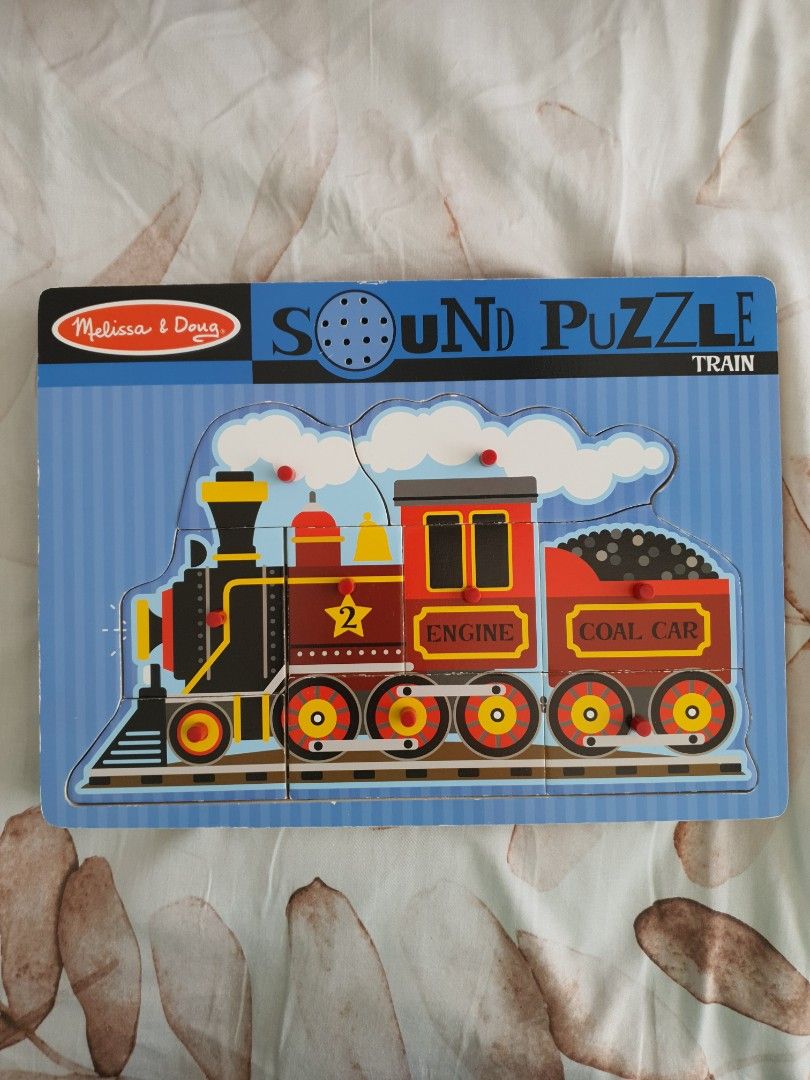 Melissa & Doug
SOUND PUZZLE
TRAIN
2
ENGINE
COAL CAR